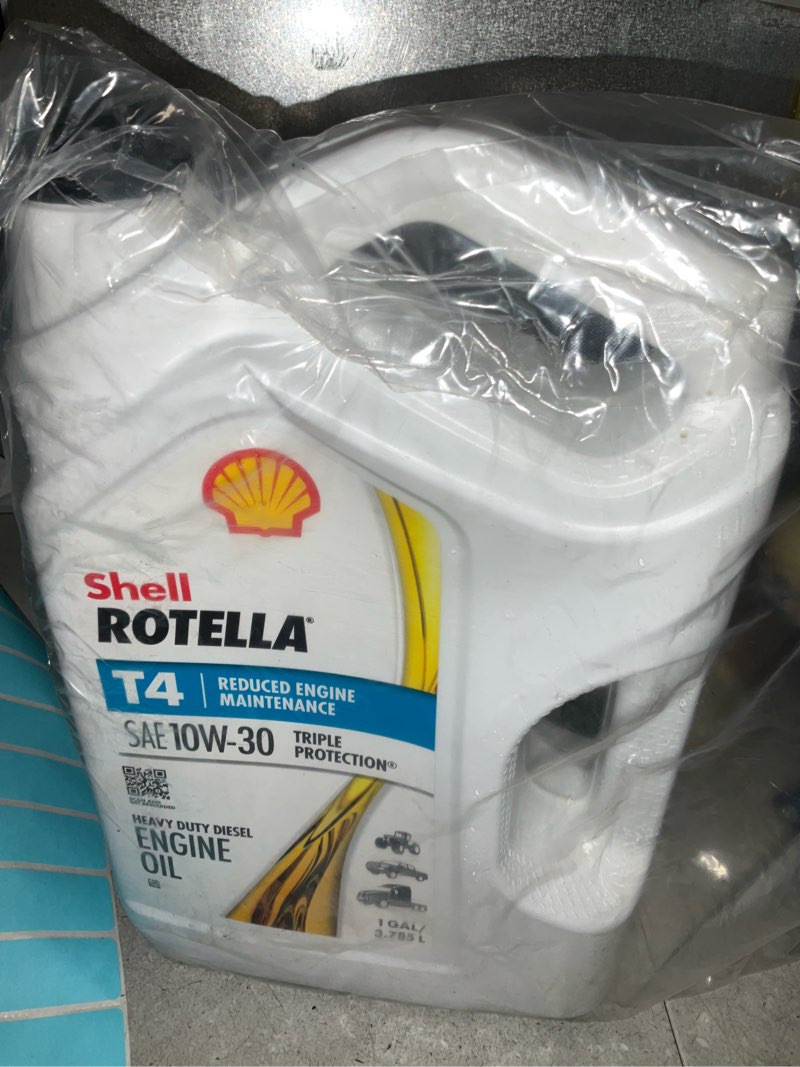 Shell
ROTELLA®
T4
REDUCED ENGINE
MAINTENANCE
SAE 10W-30
TRIPLE
PROTECTION®
HEAVY DUTY DIESEL
ENGINE
OIL
1 GAL/
3.785 L